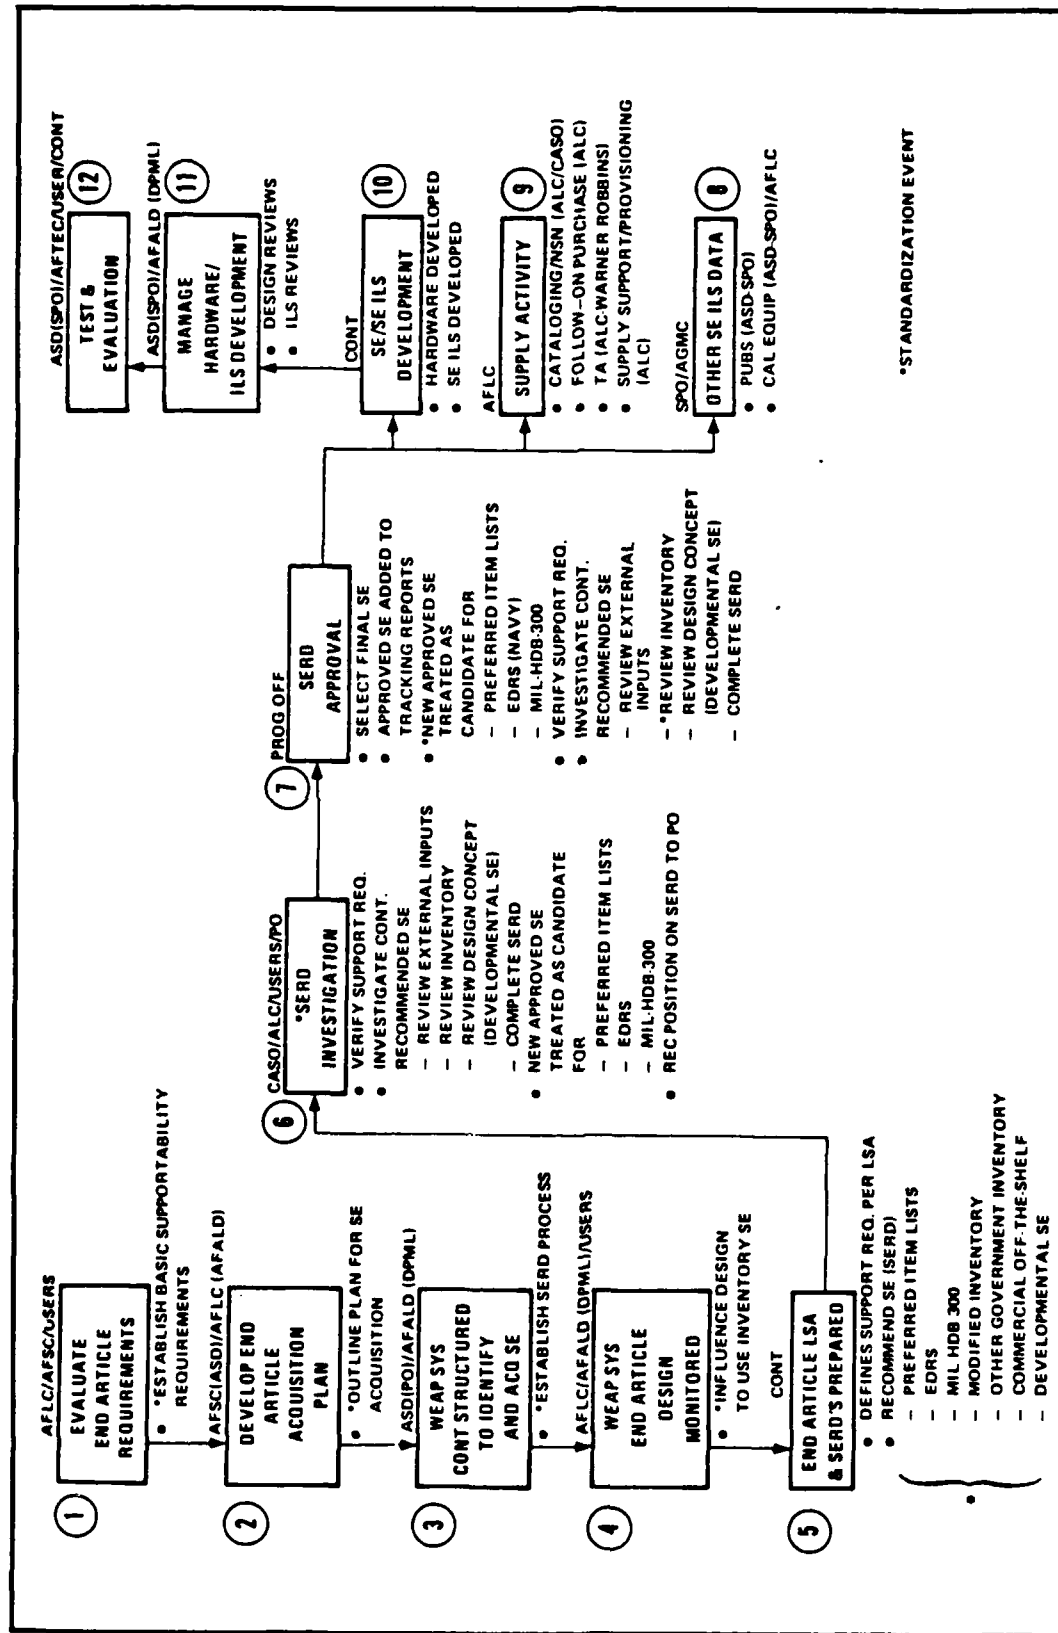 AFLC/AFSC/USERS
1
EVALUATE
END ARTICLE
REQUIREMENTS
• *ESTABLISH BASIC SUPPORTABILITY
REQUIREMENTS
AFSC(ASD)/AFLC (AFALD)
2
DEVELOP END
ARTICLE
ACQUISITION
PLAN
• *OUTLINE PLAN FOR SE
ACQUISITION
ASD(PO)/AFALD (DPML)
3
WEAP SYS
CONT STRUCTURED
TO IDENTIFY
AND ACQ SE
• *ESTABLISH SERD PROCESS
AFLC/AFALD (DPML)/USERS
4
WEAP SYS
END ARTICLE
DESIGN
MONITORED
• *INFLUENCE DESIGN
TO USE INVENTORY SE
CONT
5
END ARTICLE LSA
& SERD'S PREPARED
• DEFINES SUPPORT REQ. PER LSA
• RECOMMEND SE (SERD)
– PREFERRED ITEM LISTS
– EDRS
– MIL HDB 300
– MODIFIED INVENTORY
– OTHER GOVERNMENT INVENTORY
– COMMERCIAL OFF-THE-SHELF
– DEVELOPMENTAL SE
*
CASO/ALC/USERS/PO
6
*SERD
INVESTIGATION
• VERIFY SUPPORT REQ.
• INVESTIGATE CONT.
RECOMMENDED SE
– REVIEW EXTERNAL INPUTS
– REVIEW INVENTORY
– REVIEW DESIGN CONCEPT
(DEVELOPMENTAL SE)
– COMPLETE SERD
• NEW APPROVED SE
TREATED AS CANDIDATE
FOR
– PREFERRED ITEM LISTS
– EDRS
– MIL-HDB-300
• REC POSITION ON SERD TO PO
PROG OFF
7
SERD
APPROVAL
• SELECT FINAL SE
• APPROVED SE ADDED TO
TRACKING REPORTS
• *NEW APPROVED SE
TREATED AS
CANDIDATE FOR
– PREFERRED ITEM LISTS
– EDRS (NAVY)
– MIL-HDB-300
• VERIFY SUPPORT REQ.
• INVESTIGATE CONT.
RECOMMENDED SE
– REVIEW EXTERNAL
INPUTS
– *REVIEW INVENTORY
– REVIEW DESIGN CONCEPT
(DEVELOPMENTAL SE)
– COMPLETE SERD
ASD(SPO)/AFTEC/USER/CONT
12
TEST &
EVALUATION
ASD(SPO)/AFALD (DPML)
11
MANAGE
HARDWARE/
ILS DEVELOPMENT
• DESIGN REVIEWS
• ILS REVIEWS
CONT
10
SE/SE ILS
DEVELOPMENT
• HARDWARE DEVELOPED
• SE ILS DEVELOPED
AFLC
9
SUPPLY ACTIVITY
• CATALOGING/NSN (ALC/CASO)
• FOLLOW-ON PURCHASE (ALC)
• TA (ALC-WARNER ROBBINS)
• SUPPLY SUPPORT/PROVISIONING
(ALC)
SPO/AGMC
8
OTHER SE ILS DATA
• PUBS (ASD-SPO)
• CAL EQUIP (ASD-SPO)/AFLC
*STANDARDIZATION EVENT